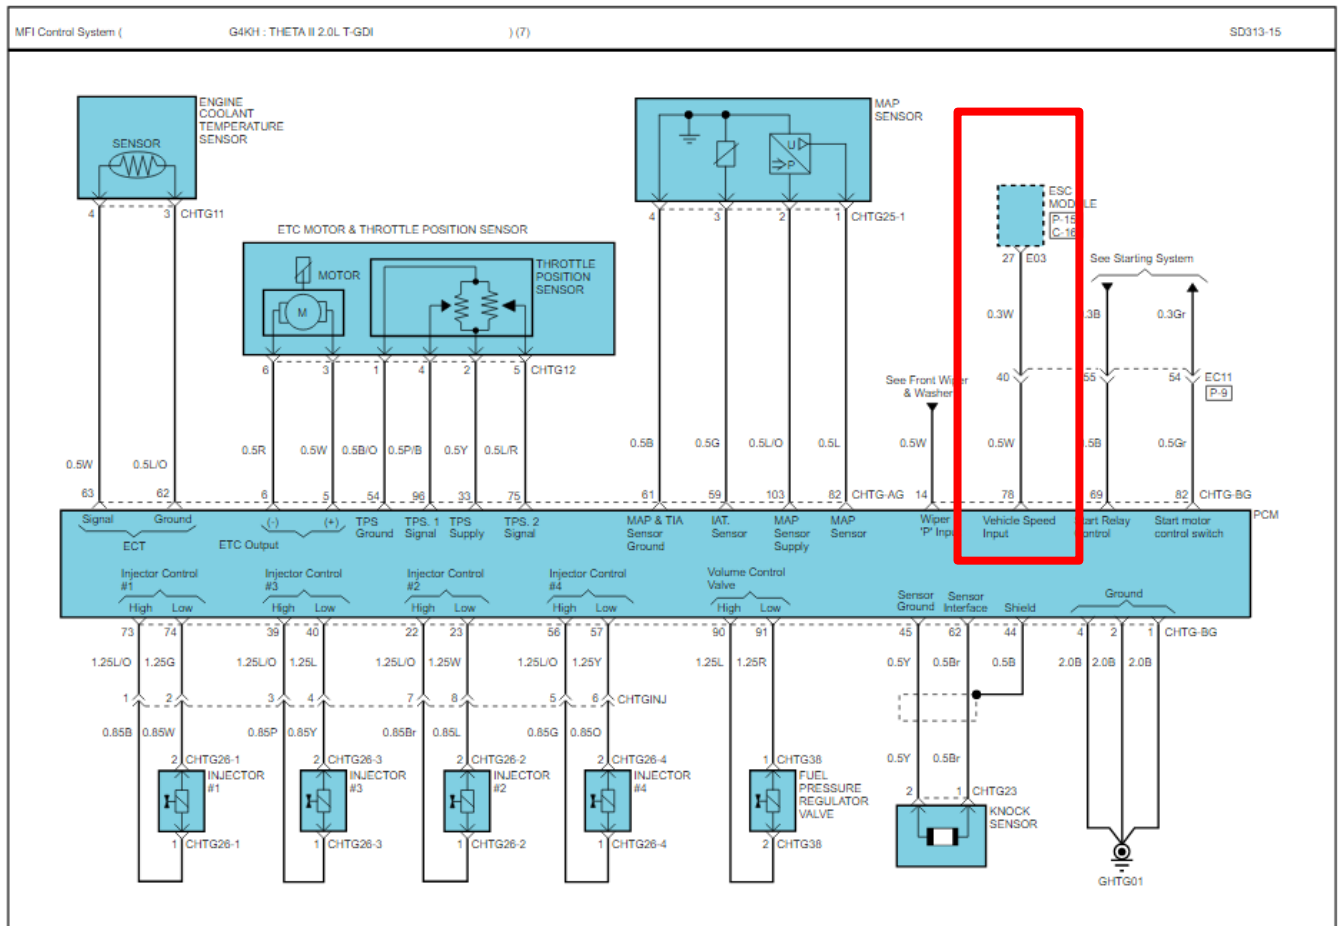 MFI Control System ( G4KH : THETA II 2.0L T-GDI ) (7) SD313-15
ENGINE
COOLANT
TEMPERATURE
SENSOR
SENSOR
4 3 CHTG11
MAP
SENSOR
4 3 2 1 CHTG25-1
ESC
MODULE
P-15
C-16
27 E03
See Starting System
ETC MOTOR & THROTTLE POSITION SENSOR
MOTOR
M
THROTTLE
POSITION
SENSOR
U
P
6 3 1 4 2 5 CHTG12
0.3W .3B 0.3Gr
40 55 54 EC11
P-9
See Front Wiper
& Washer
0.5W 0.5L/O 0.5R 0.5W 0.5B/O 0.5P/B 0.5Y 0.5L/R 0.5B 0.5G 0.5L/O 0.5L 0.5W 0.5W .5B 0.5Gr
63 62 6 5 54 96 33 75 61 59 103 82 CHTG-AG 14 78 69 82 CHTG-BG
PCM
Signal Ground
ECT
(-) (+)
ETC Output
TPS
Ground
TPS. 1
Signal
TPS
Supply
TPS. 2
Signal
MAP & TIA
Sensor
Ground
IAT.
Sensor
MAP
Sensor
Supply
MAP
Sensor
Wiper
'P' Inpu
Vehicle Speed
Input
tart Relay
ontrol
Start motor
control switch
Injector Control
#1
High Low
Injector Control
#3
High Low
Injector Control
#2
High Low
Injector Control
#4
High Low
Volume Control
Valve
High Low
Sensor
Ground
Sensor
Interface
Shield
Ground
73 74 39 40 22 23 56 57 90 91 45 62 44 4 2 1 CHTG-BG
1.25L/O 1.25G 1.25L/O 1.25L 1.25L/O 1.25W 1.25L/O 1.25Y 1.25L 1.25R 0.5Y 0.5Br 0.5B 2.0B 2.0B 2.0B
1 2 3 4 7 8 5 6 CHTGINJ
0.85B 0.85W 0.85P 0.85Y 0.85Br 0.85L 0.85G 0.85O
0.5Y 0.5Br
2 CHTG26-1
INJECTOR
#1
1 CHTG26-1
2 CHTG26-3
INJECTOR
#3
1 CHTG26-3
2 CHTG26-2
INJECTOR
#2
1 CHTG26-2
2 CHTG26-4
INJECTOR
#4
1 CHTG26-4
1 CHTG38
FUEL
PRESSURE
REGULATOR
VALVE
2 CHTG38
2 1 CHTG23
KNOCK
SENSOR
GHTG01